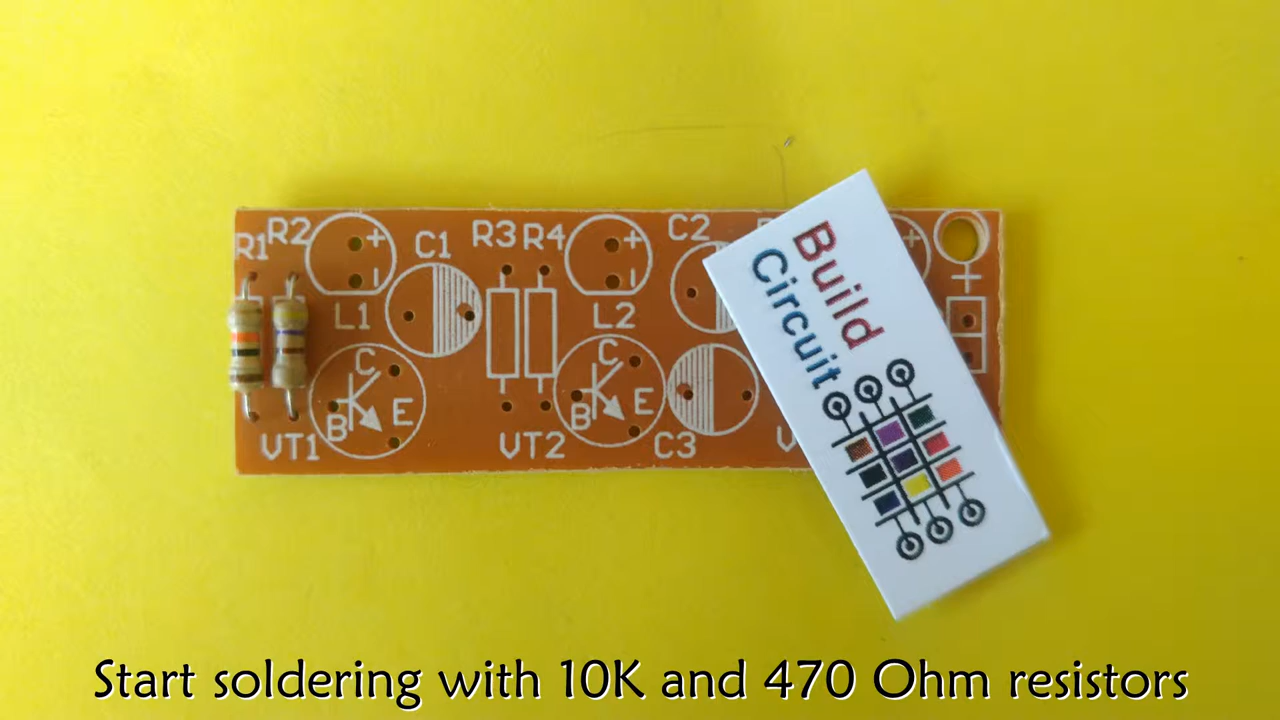 R1 R2 + C1 R3 R4 + C2 +
L1 L2 +
C E B C E B
VT1 VT2 C3
Build
Circuit
Start soldering with 10K and 470 Ohm resistors